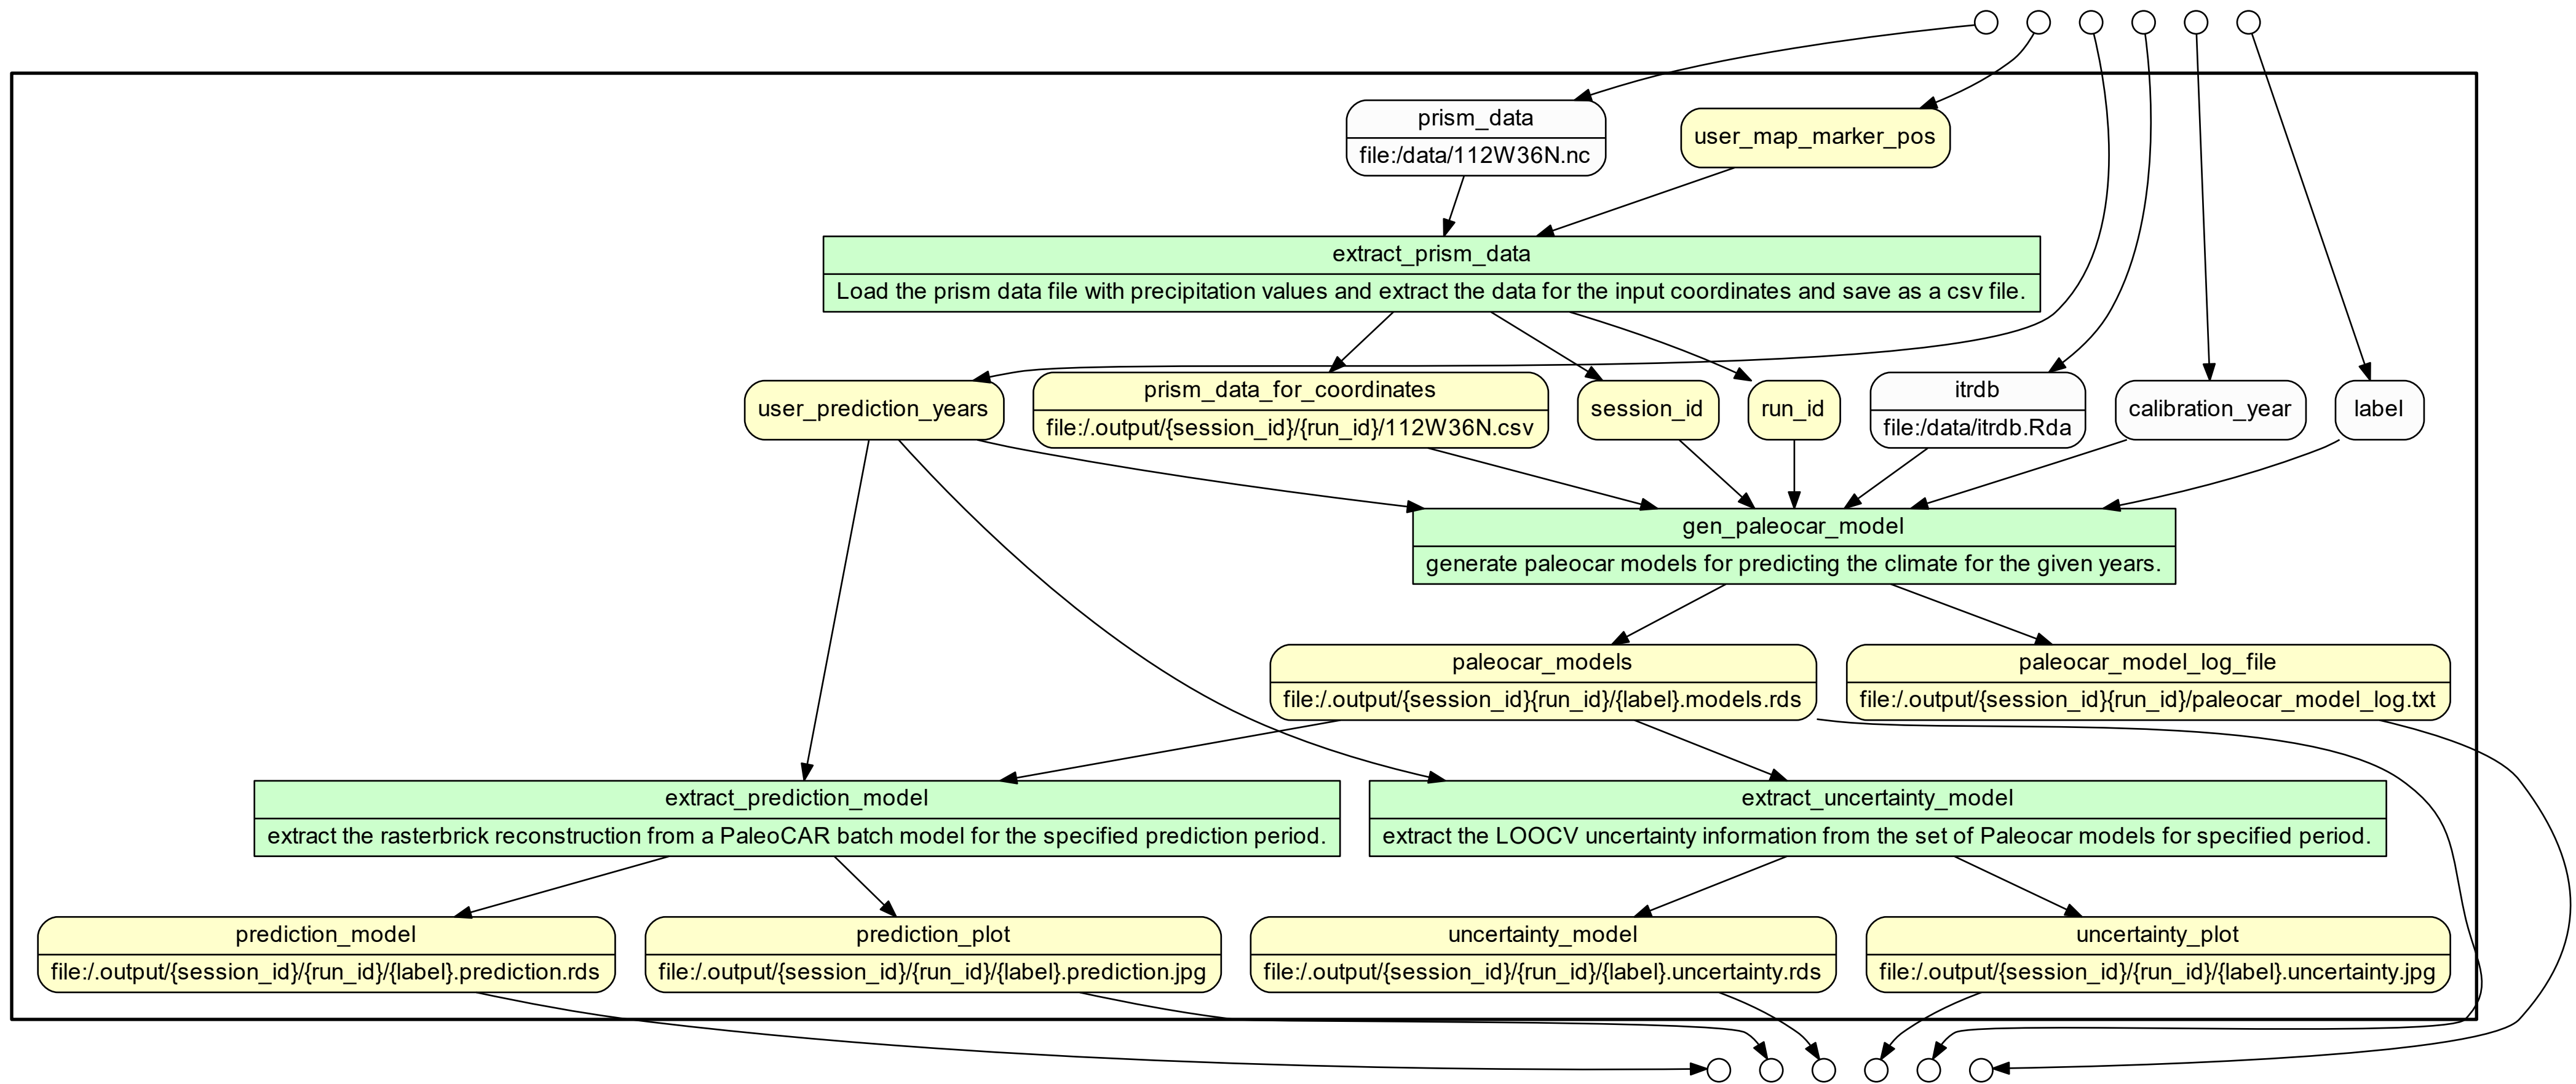 prism_data
file:/data/112W36N.nc
user_map_marker_pos
extract_prism_data
Load the prism data file with precipitation values and extract the data for the input coordinates and save as a csv file.
user_prediction_years
prism_data_for_coordinates
file:/.output/{session_id}/{run_id}/112W36N.csv
session_id
run_id
itrdb
file:/data/itrdb.Rda
calibration_year
label
gen_paleocar_model
generate paleocar models for predicting the climate for the given years.
paleocar_models
file:/.output/{session_id}{run_id}/{label}.models.rds
paleocar_model_log_file
file:/.output/{session_id}{run_id}/paleocar_model_log.txt
extract_prediction_model
extract the rasterbrick reconstruction from a PaleoCAR batch model for the specified prediction period.
extract_uncertainty_model
extract the LOOCV uncertainty information from the set of Paleocar models for specified period.
prediction_model
file:/.output/{session_id}/{run_id}/{label}.prediction.rds
prediction_plot
file:/.output/{session_id}/{run_id}/{label}.prediction.jpg
uncertainty_model
file:/.output/{session_id}/{run_id}/{label}.uncertainty.rds
uncertainty_plot
file:/.output/{session_id}/{run_id}/{label}.uncertainty.jpg